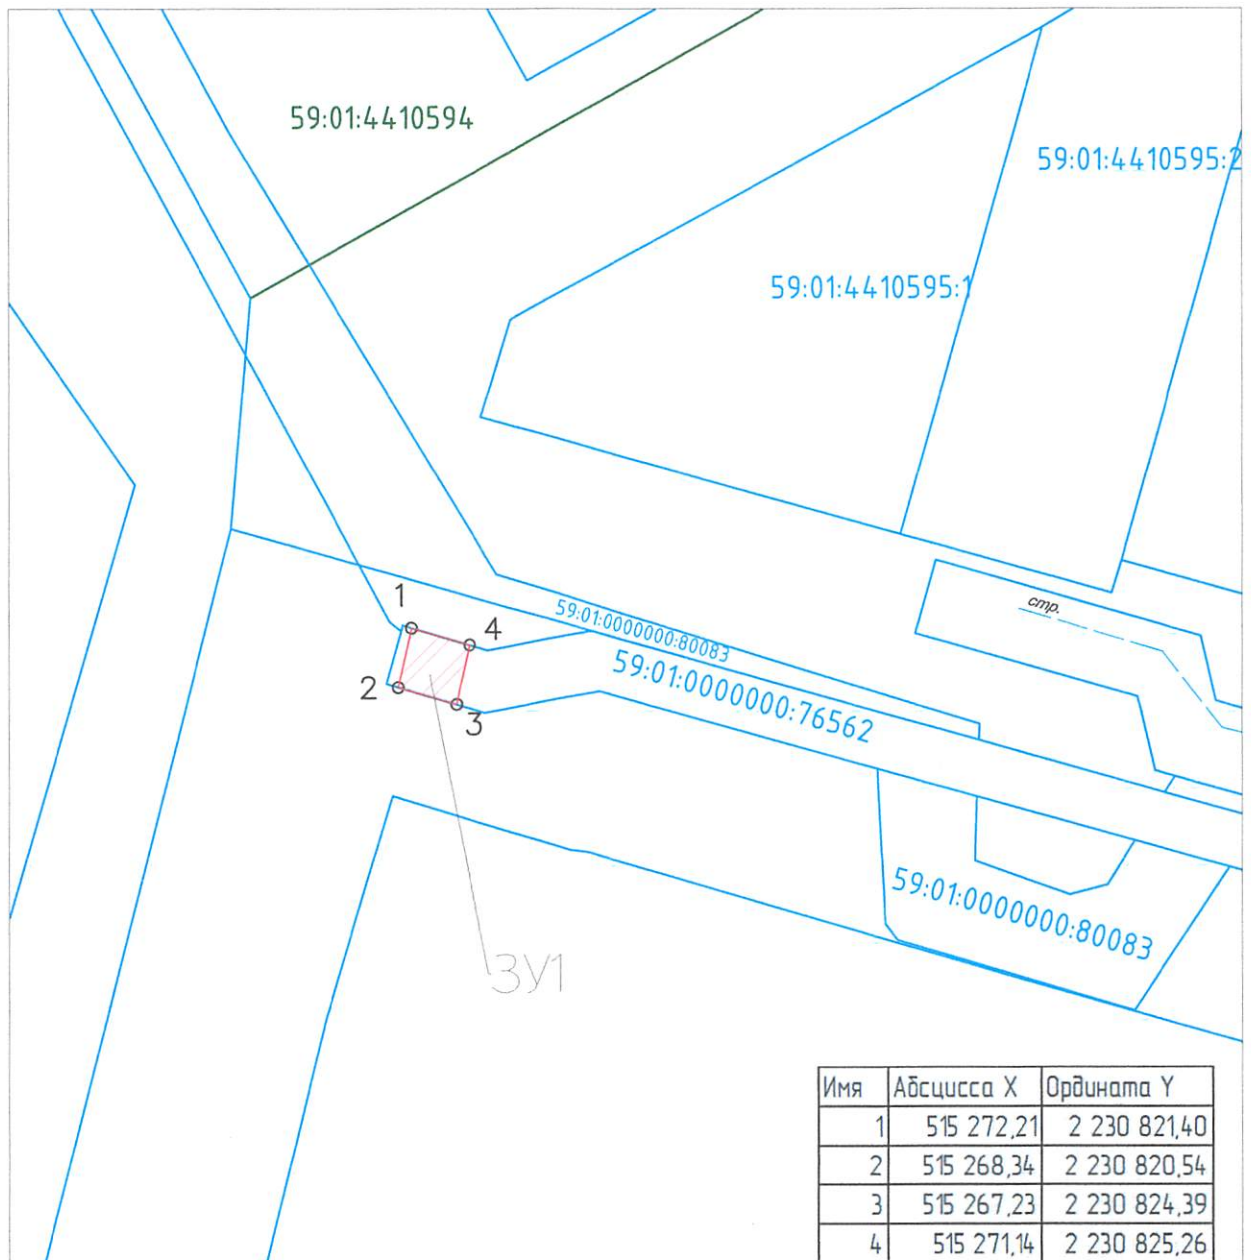 59:01:4410594
59:01:4410595:2
59:01:4410595:1
стр.
1
4
59:01:0000000:80083
59:01:0000000:76562
2
3
59:01:0000000:80083
ЗУ1
Имя Абсцисса X Ордината Y
1 515 272,21 2 230 821,40
2 515 268,34 2 230 820,54
3 515 267,23 2 230 824,39
4 515 271,14 2 230 825,26